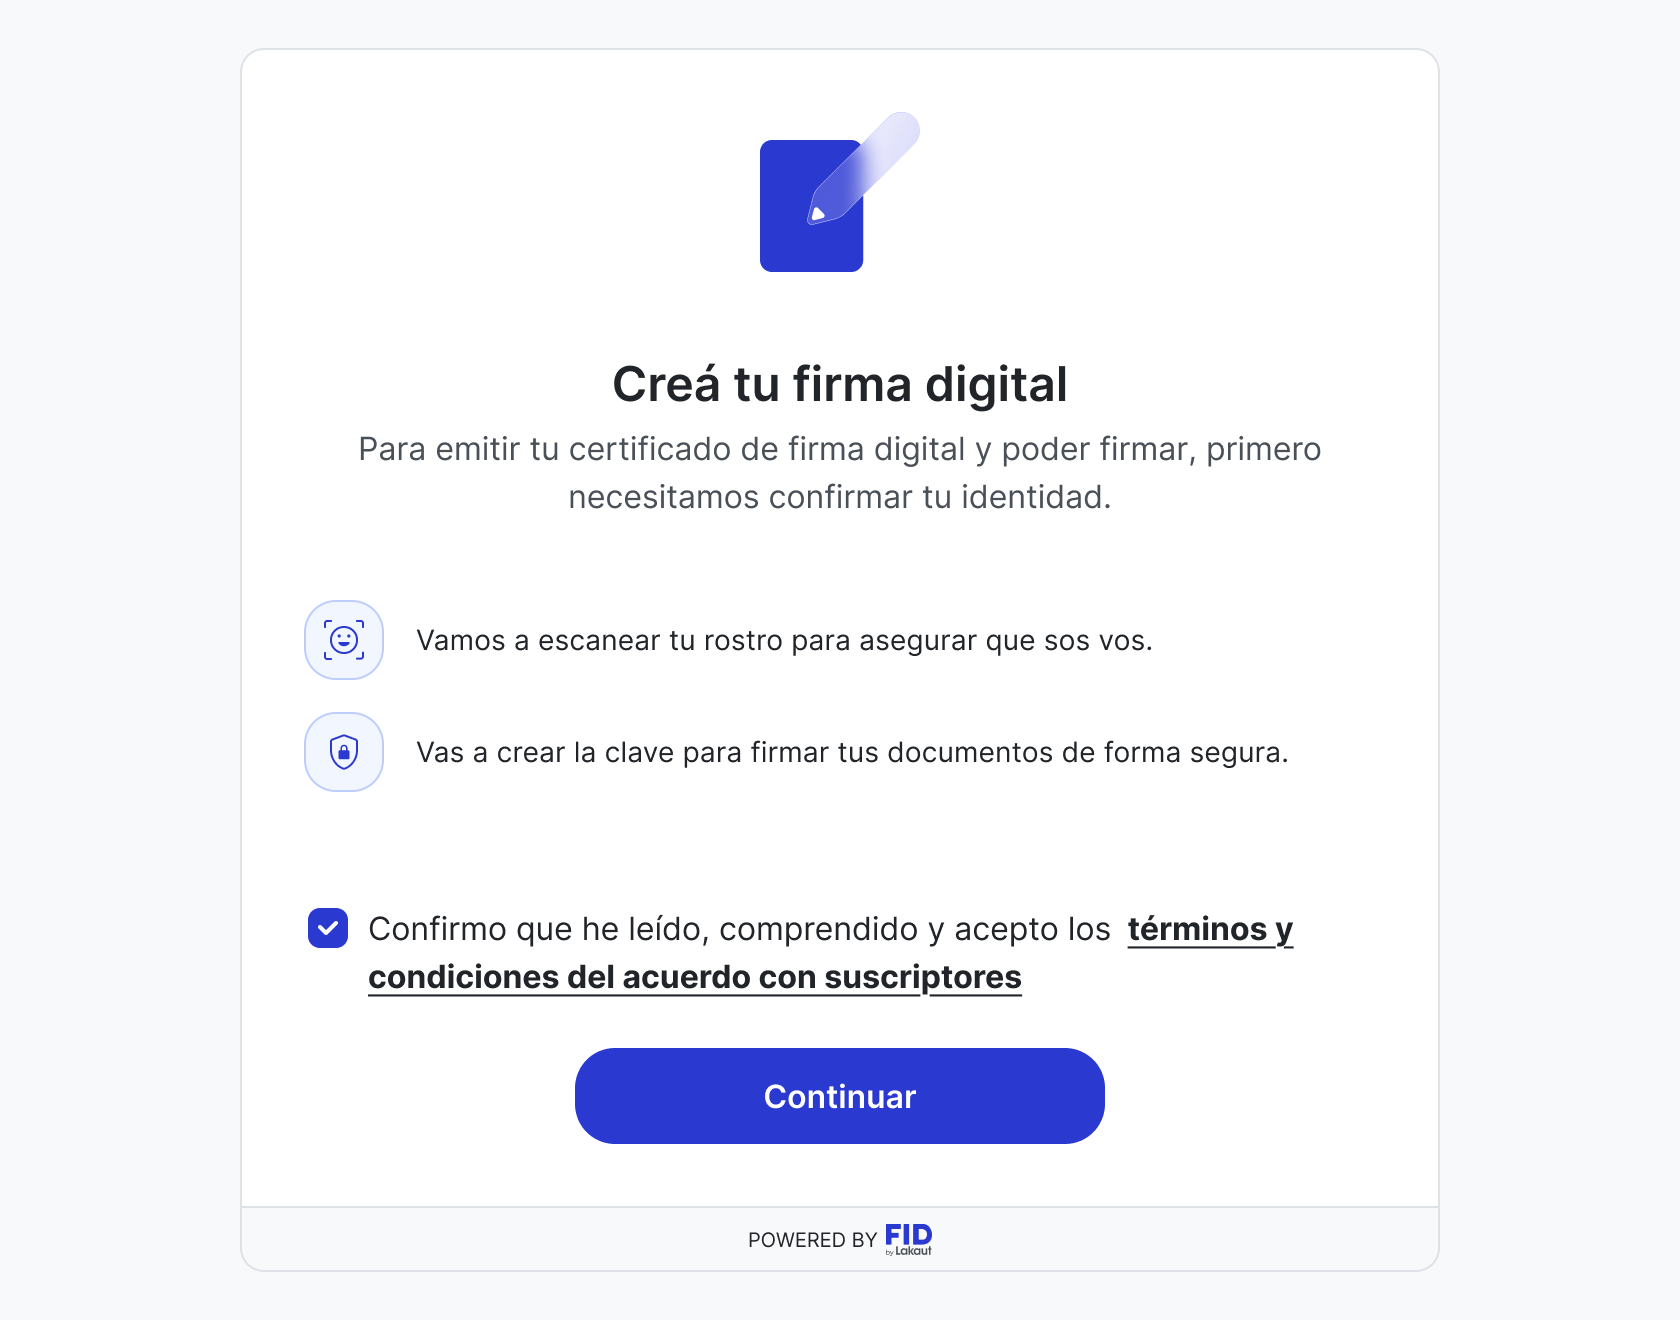 Creá tu firma digital
Para emitir tu certificado de firma digital y poder firmar, primero
necesitamos confirmar tu identidad.
Vamos a escanear tu rostro para asegurar que sos vos.
Vas a crear la clave para firmar tus documentos de forma segura.
Confirmo que he leído, comprendido y acepto los términos y
condiciones del acuerdo con suscriptores
Continuar
POWERED BY FID
by Lakaut